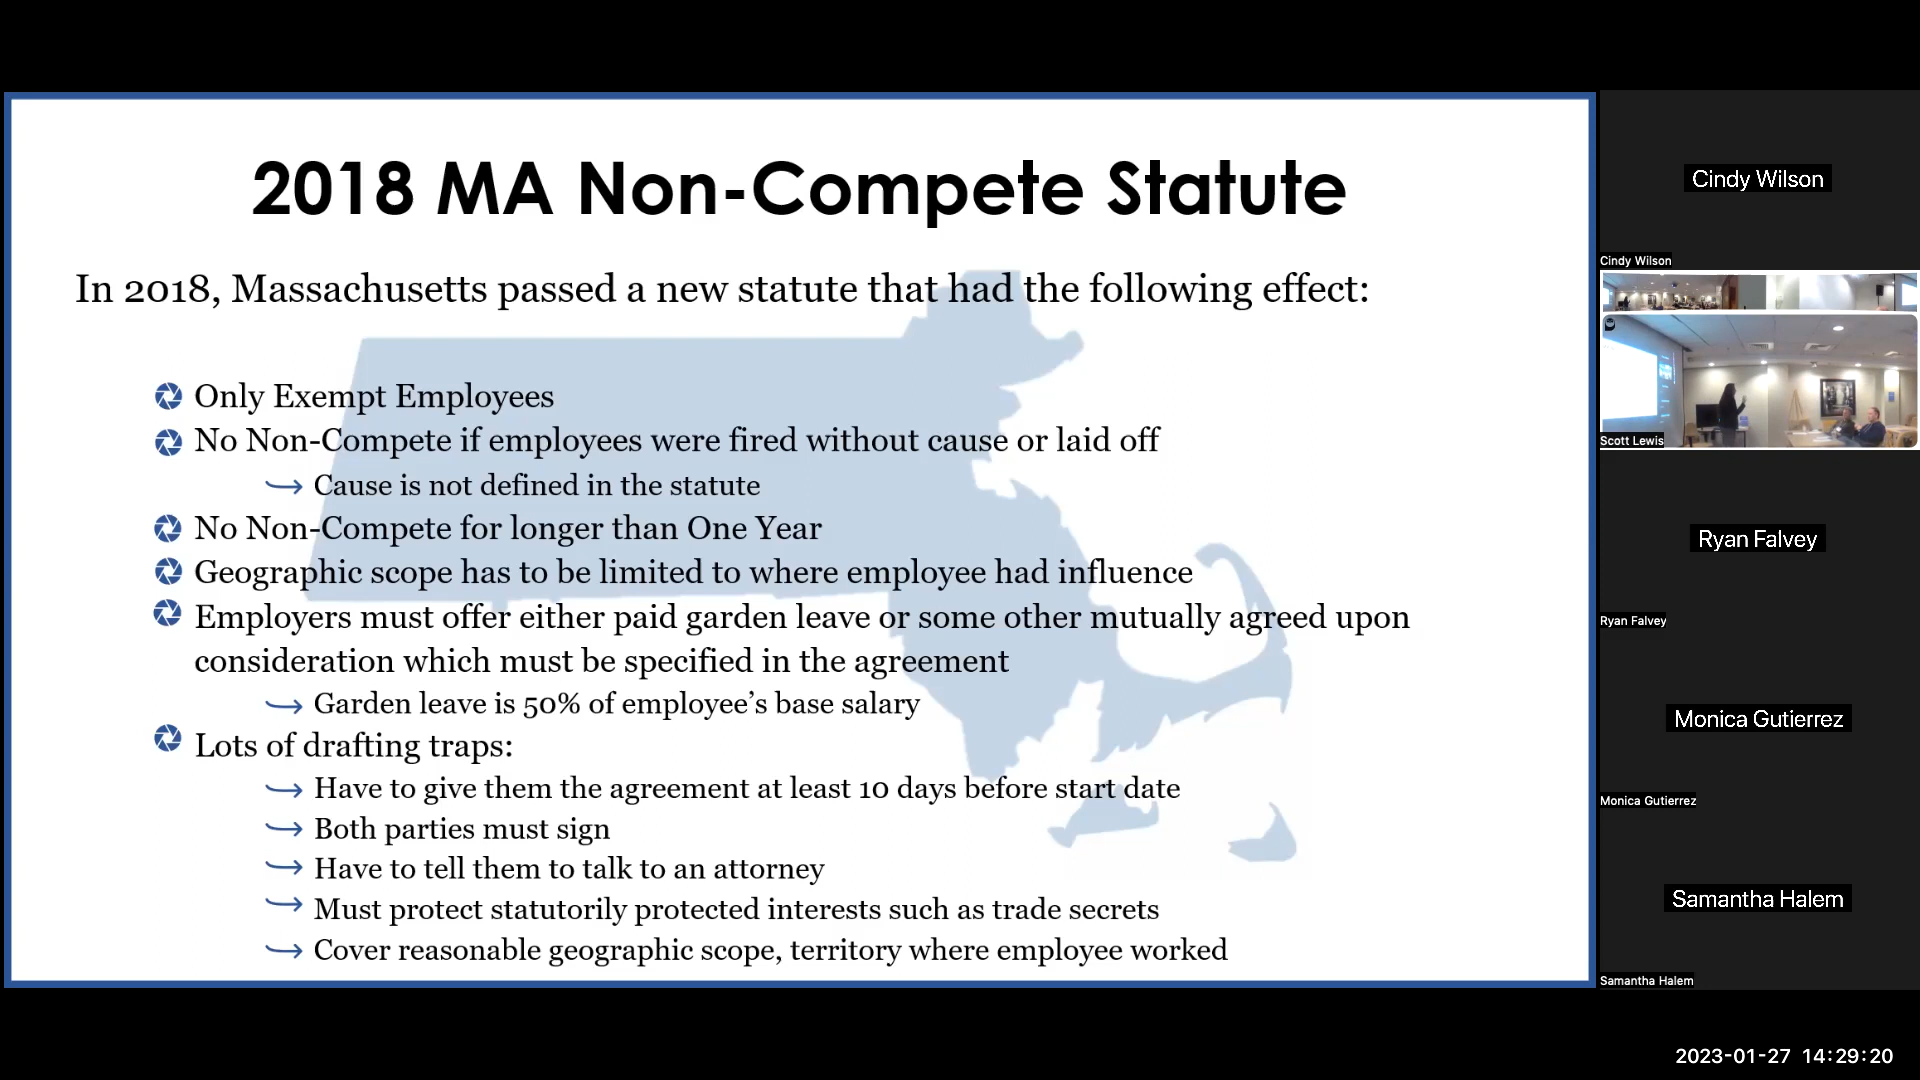 2018 MA Non-Compete Statute
In 2018, Massachusetts passed a new statute that had the following effect:
Only Exempt Employees
No Non-Compete if employees were fired without cause or laid off
Cause is not defined in the statute
No Non-Compete for longer than One Year
Geographic scope has to be limited to where employee had influence
Employers must offer either paid garden leave or some other mutually agreed upon
consideration which must be specified in the agreement
Garden leave is 50% of employee's base salary
Lots of drafting traps:
Have to give them the agreement at least 10 days before start date
Both parties must sign
Have to tell them to talk to an attorney
Must protect statutorily protected interests such as trade secrets
Cover reasonable geographic scope, territory where employee worked
Cindy Wilson
Cindy Wilson
Scott Lewis
Ryan Falvey
Ryan Falvey
Monica Gutierrez
Monica Gutierrez
Samantha Halem
Samantha Halem
2023-01-27 14:29:20